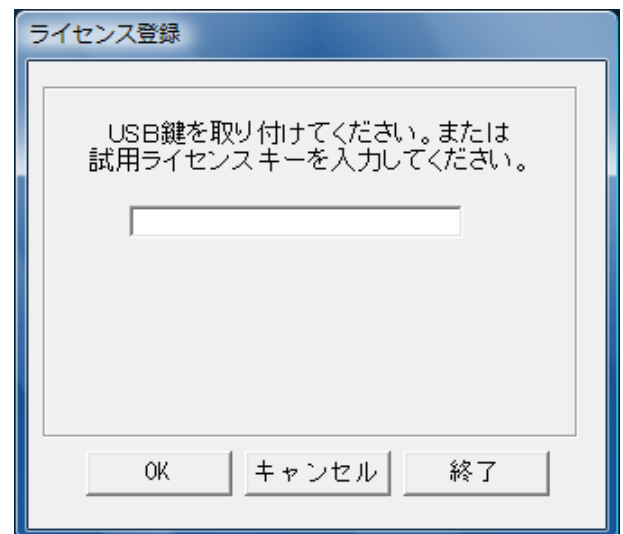 ライセンス登録
USB鍵を取り付けてください。または
試用ライセンスキーを入力してください。
OK
キャンセル
終了